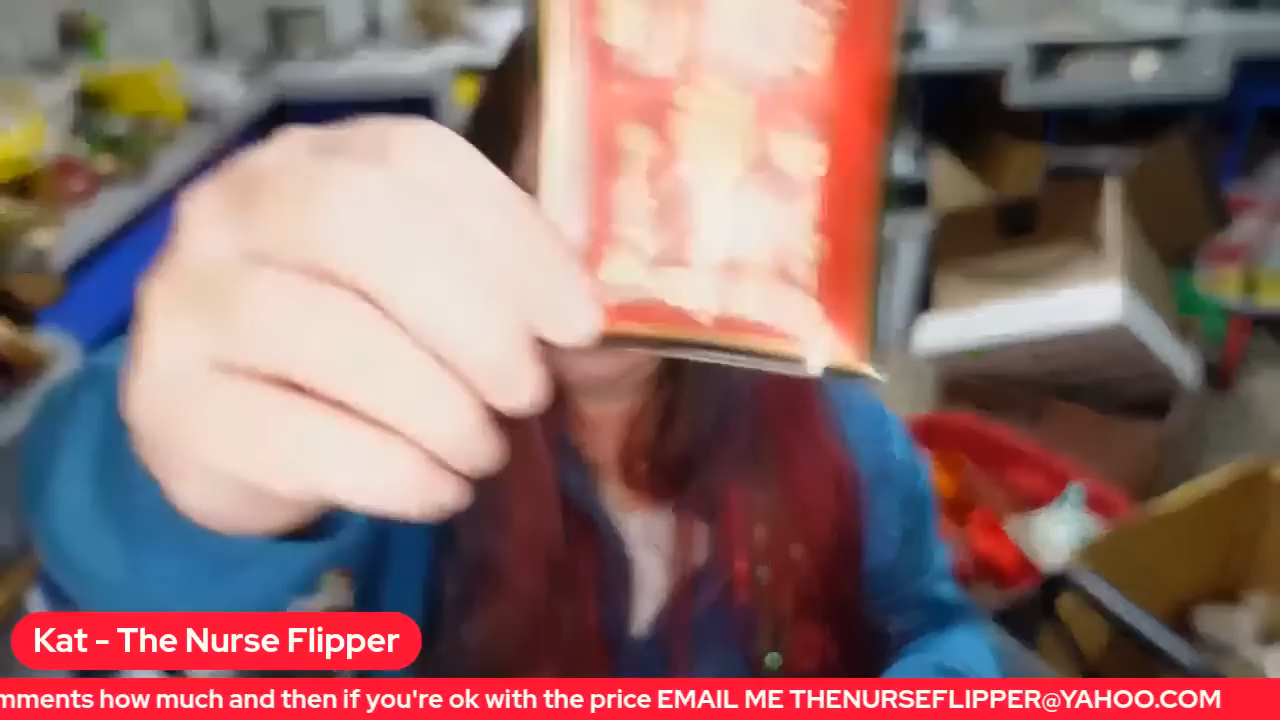 Kat - The Nurse Flipper
mments how much and then if you're ok with the price EMAIL ME THENURSEFLIPPER@YAHOO.COM